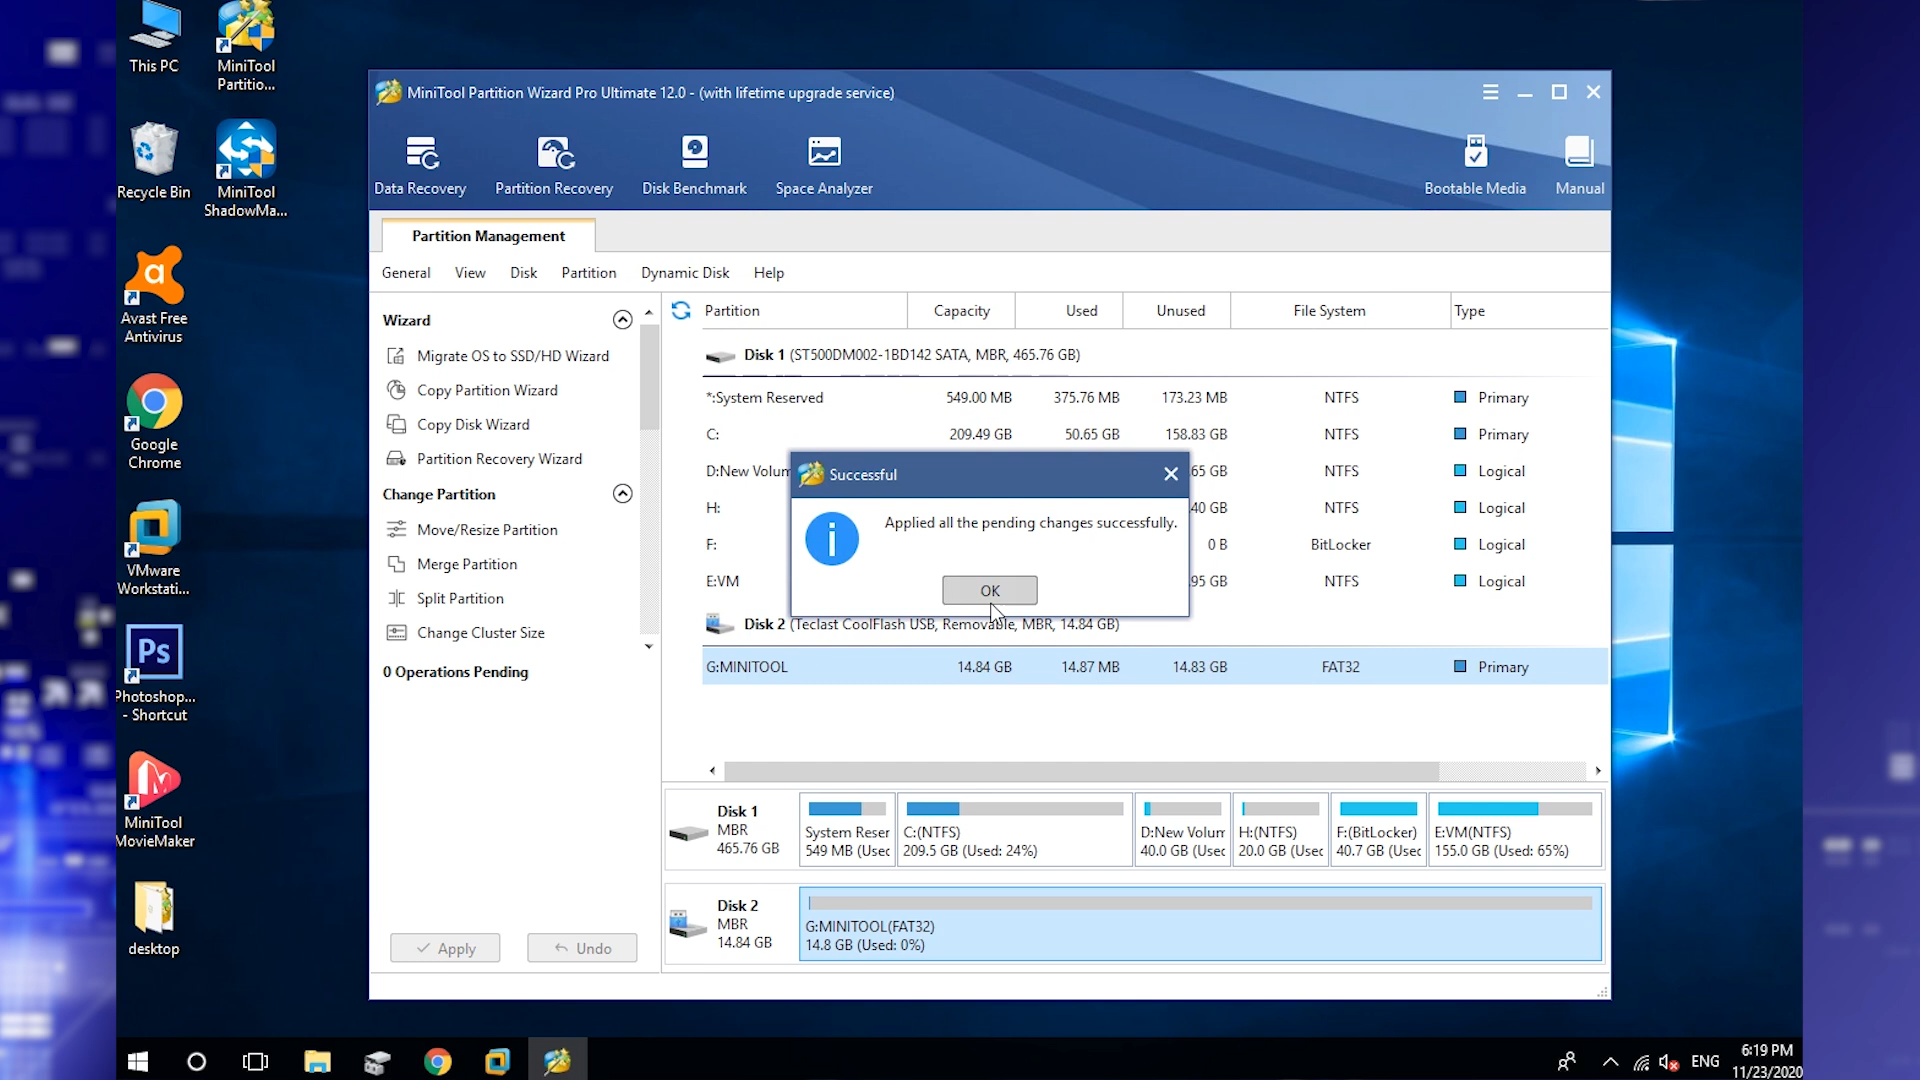 This PC
MiniTool
Partitio...
Recycle Bin
MiniTool
ShadowMa...
Avast Free
Antivirus
Google
Chrome
VMware
Workstati...
Ps
Photoshop...
- Shortcut
MiniTool
MovieMaker
desktop
MiniTool Partition Wizard Pro Ultimate 12.0 - (with lifetime upgrade service)
Data Recovery
Partition Recovery
Disk Benchmark
Space Analyzer
Bootable Media
Manual
Partition Management
General View Disk Partition Dynamic Disk Help
Wizard
Migrate OS to SSD/HD Wizard
Copy Partition Wizard
Copy Disk Wizard
Partition Recovery Wizard
Change Partition
Move/Resize Partition
Merge Partition
Split Partition
Change Cluster Size
0 Operations Pending
Apply
Undo
Partition Capacity Used Unused File System Type
Disk 1 (ST500DM002-1BD142 SATA, MBR, 465.76 GB)
*:System Reserved 549.00 MB 375.76 MB 173.23 MB NTFS Primary
C: 209.49 GB 50.65 GB 158.83 GB NTFS Primary
D:New Volum 65 GB NTFS Logical
H: 40 GB NTFS Logical
F: 0 B BitLocker Logical
E:VM 95 GB NTFS Logical
Successful
Applied all the pending changes successfully.
OK
Disk 2 (Teclast CoolFlash USB, Removable, MBR, 14.84 GB)
G:MINITOOL 14.84 GB 14.87 MB 14.83 GB FAT32 Primary
Disk 1
MBR
465.76 GB
System Reser
549 MB (Used
C:(NTFS)
209.5 GB (Used: 24%)
D:New Volum
40.0 GB (Used
H:(NTFS)
20.0 GB (Used
F:(BitLocker)
40.7 GB (Used
E:VM(NTFS)
155.0 GB (Used: 65%)
Disk 2
MBR
14.84 GB
G:MINITOOL(FAT32)
14.8 GB (Used: 0%)
ENG
6:19 PM
11/23/2020